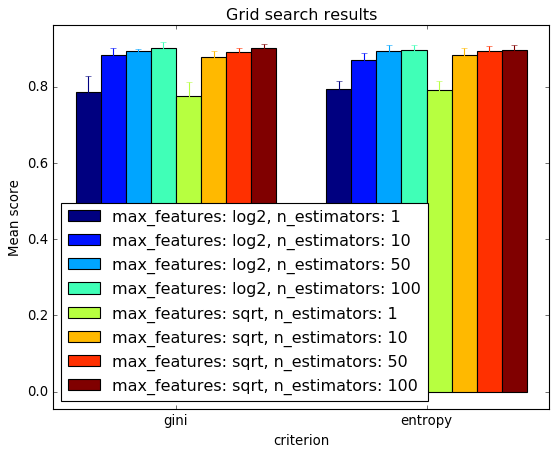 Grid search results
Mean score
0.8
0.6
0.4
0.2
0.0
max_features: log2, n_estimators: 1
max_features: log2, n_estimators: 10
max_features: log2, n_estimators: 50
max_features: log2, n_estimators: 100
max_features: sqrt, n_estimators: 1
max_features: sqrt, n_estimators: 10
max_features: sqrt, n_estimators: 50
max_features: sqrt, n_estimators: 100
gini entropy
criterion